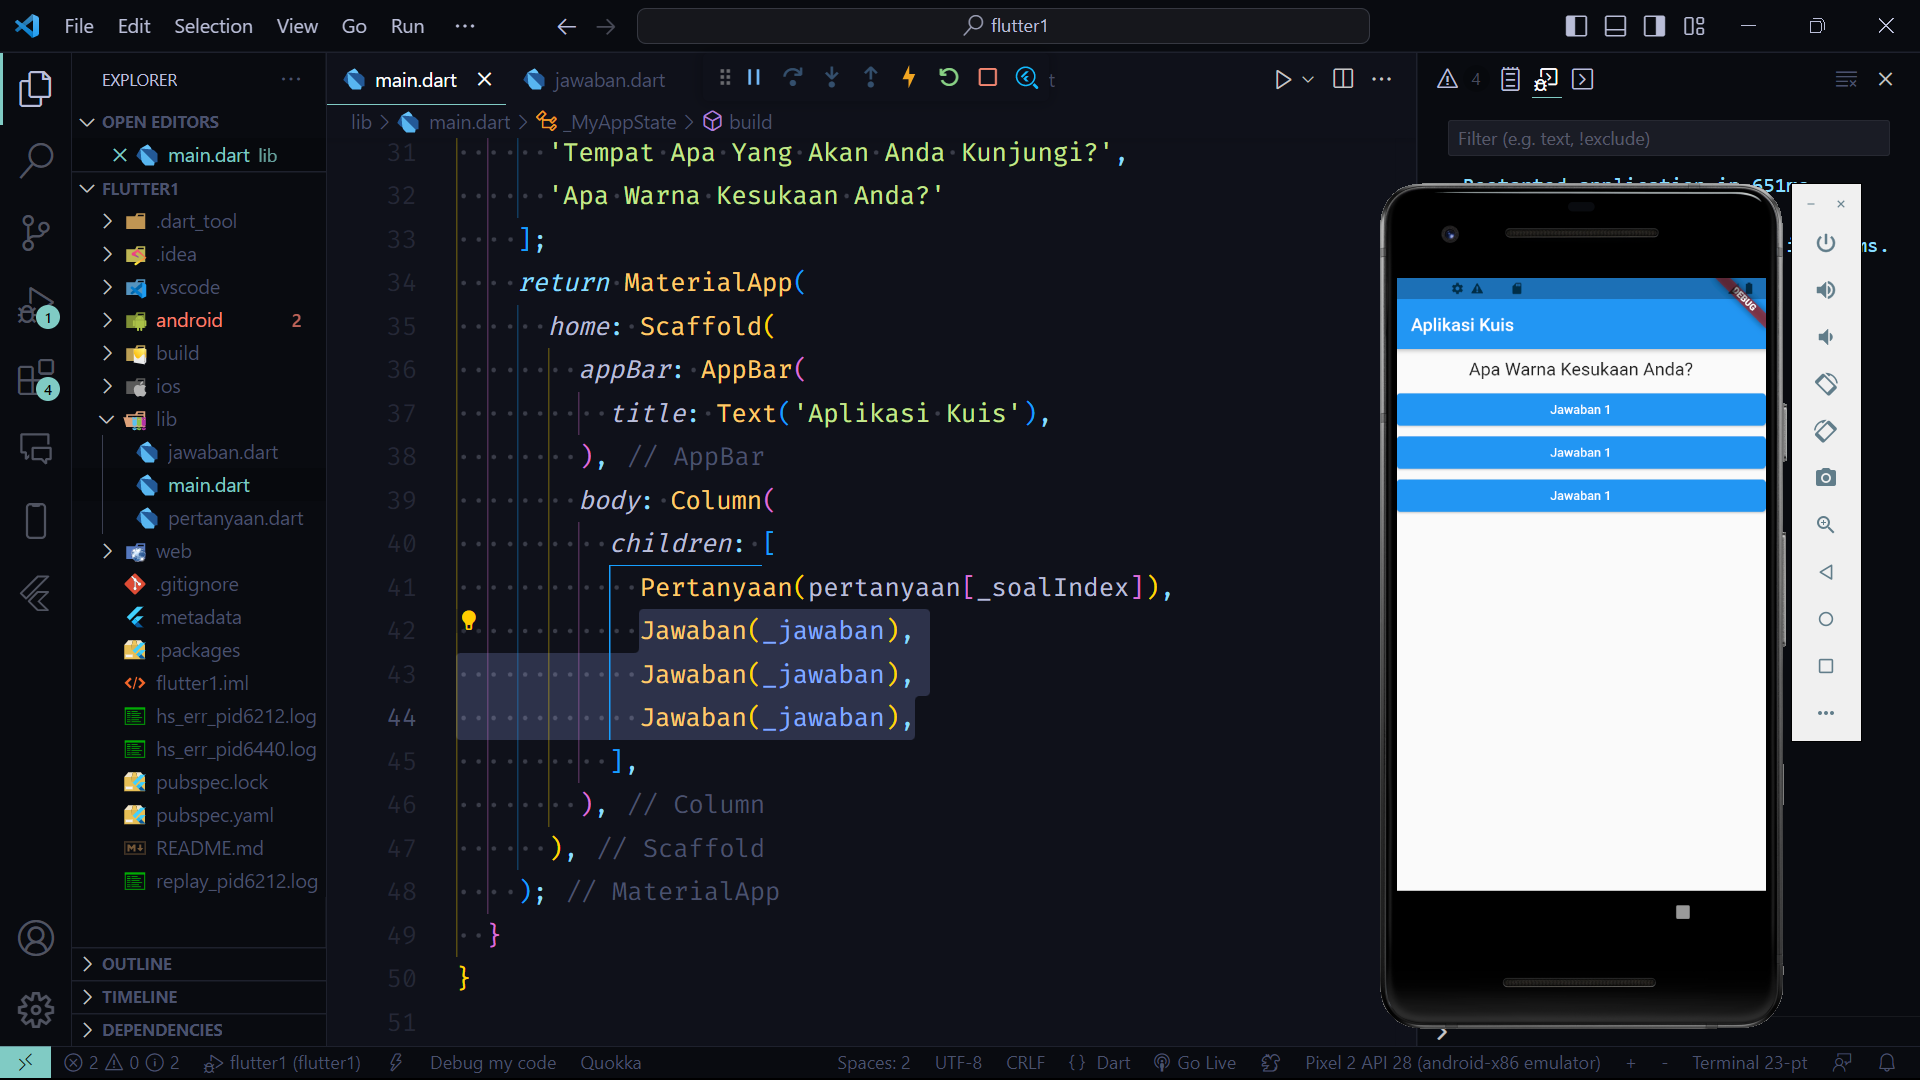 File Edit Selection View Go Run ··· flutter1
EXPLORER ···
OPEN EDITORS
main.dart lib
FLUTTER1
.dart_tool
.idea
.vscode
android 2
build
ios
lib
jawaban.dart
main.dart
pertanyaan.dart
web
.gitignore
.metadata
.packages
flutter1.iml
hs_err_pid6212.log
hs_err_pid6440.log
pubspec.lock
pubspec.yaml
README.md
replay_pid6212.log
OUTLINE
TIMELINE
DEPENDENCIES
1
4
main.dart jawaban.dart t
lib > main.dart > _MyAppState > build
31 'Tempat Apa Yang Akan Anda Kunjungi?',
32 'Apa Warna Kesukaan Anda?'
33 ];
34 return MaterialApp(
35 home: Scaffold(
36 appBar: AppBar(
37 title: Text('Aplikasi Kuis'),
38 ), // AppBar
39 body: Column(
40 children: [
41 Pertanyaan(pertanyaan[_soalIndex]),
42 Jawaban(_jawaban),
43 Jawaban(_jawaban),
44 Jawaban(_jawaban),
45 ],
46 ), // Column
47 ), // Scaffold
48 ); // MaterialApp
49 }
50 }
51
4
Filter (e.g. text, !exclude)
Restarted application in 651ms.
ms.
DEBUG
Aplikasi Kuis
Apa Warna Kesukaan Anda?
Jawaban 1
Jawaban 1
Jawaban 1
2 0 2 flutter1 (flutter1) Debug my code Quokka Spaces: 2 UTF-8 CRLF {} Dart Go Live Pixel 2 API 28 (android-x86 emulator) + - Terminal 23-pt